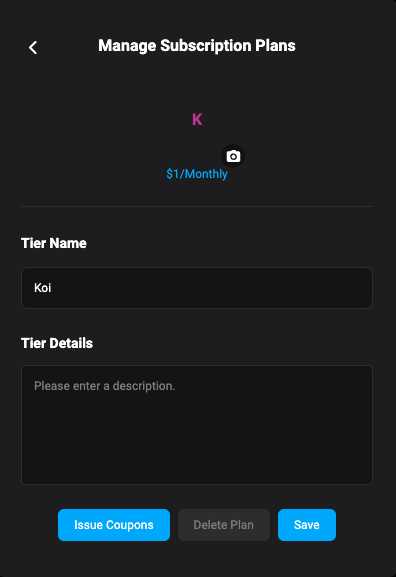 Manage Subscription Plans
K
$1/Monthly
Tier Name
Koi
Tier Details
Please enter a description.
Issue Coupons
Delete Plan
Save